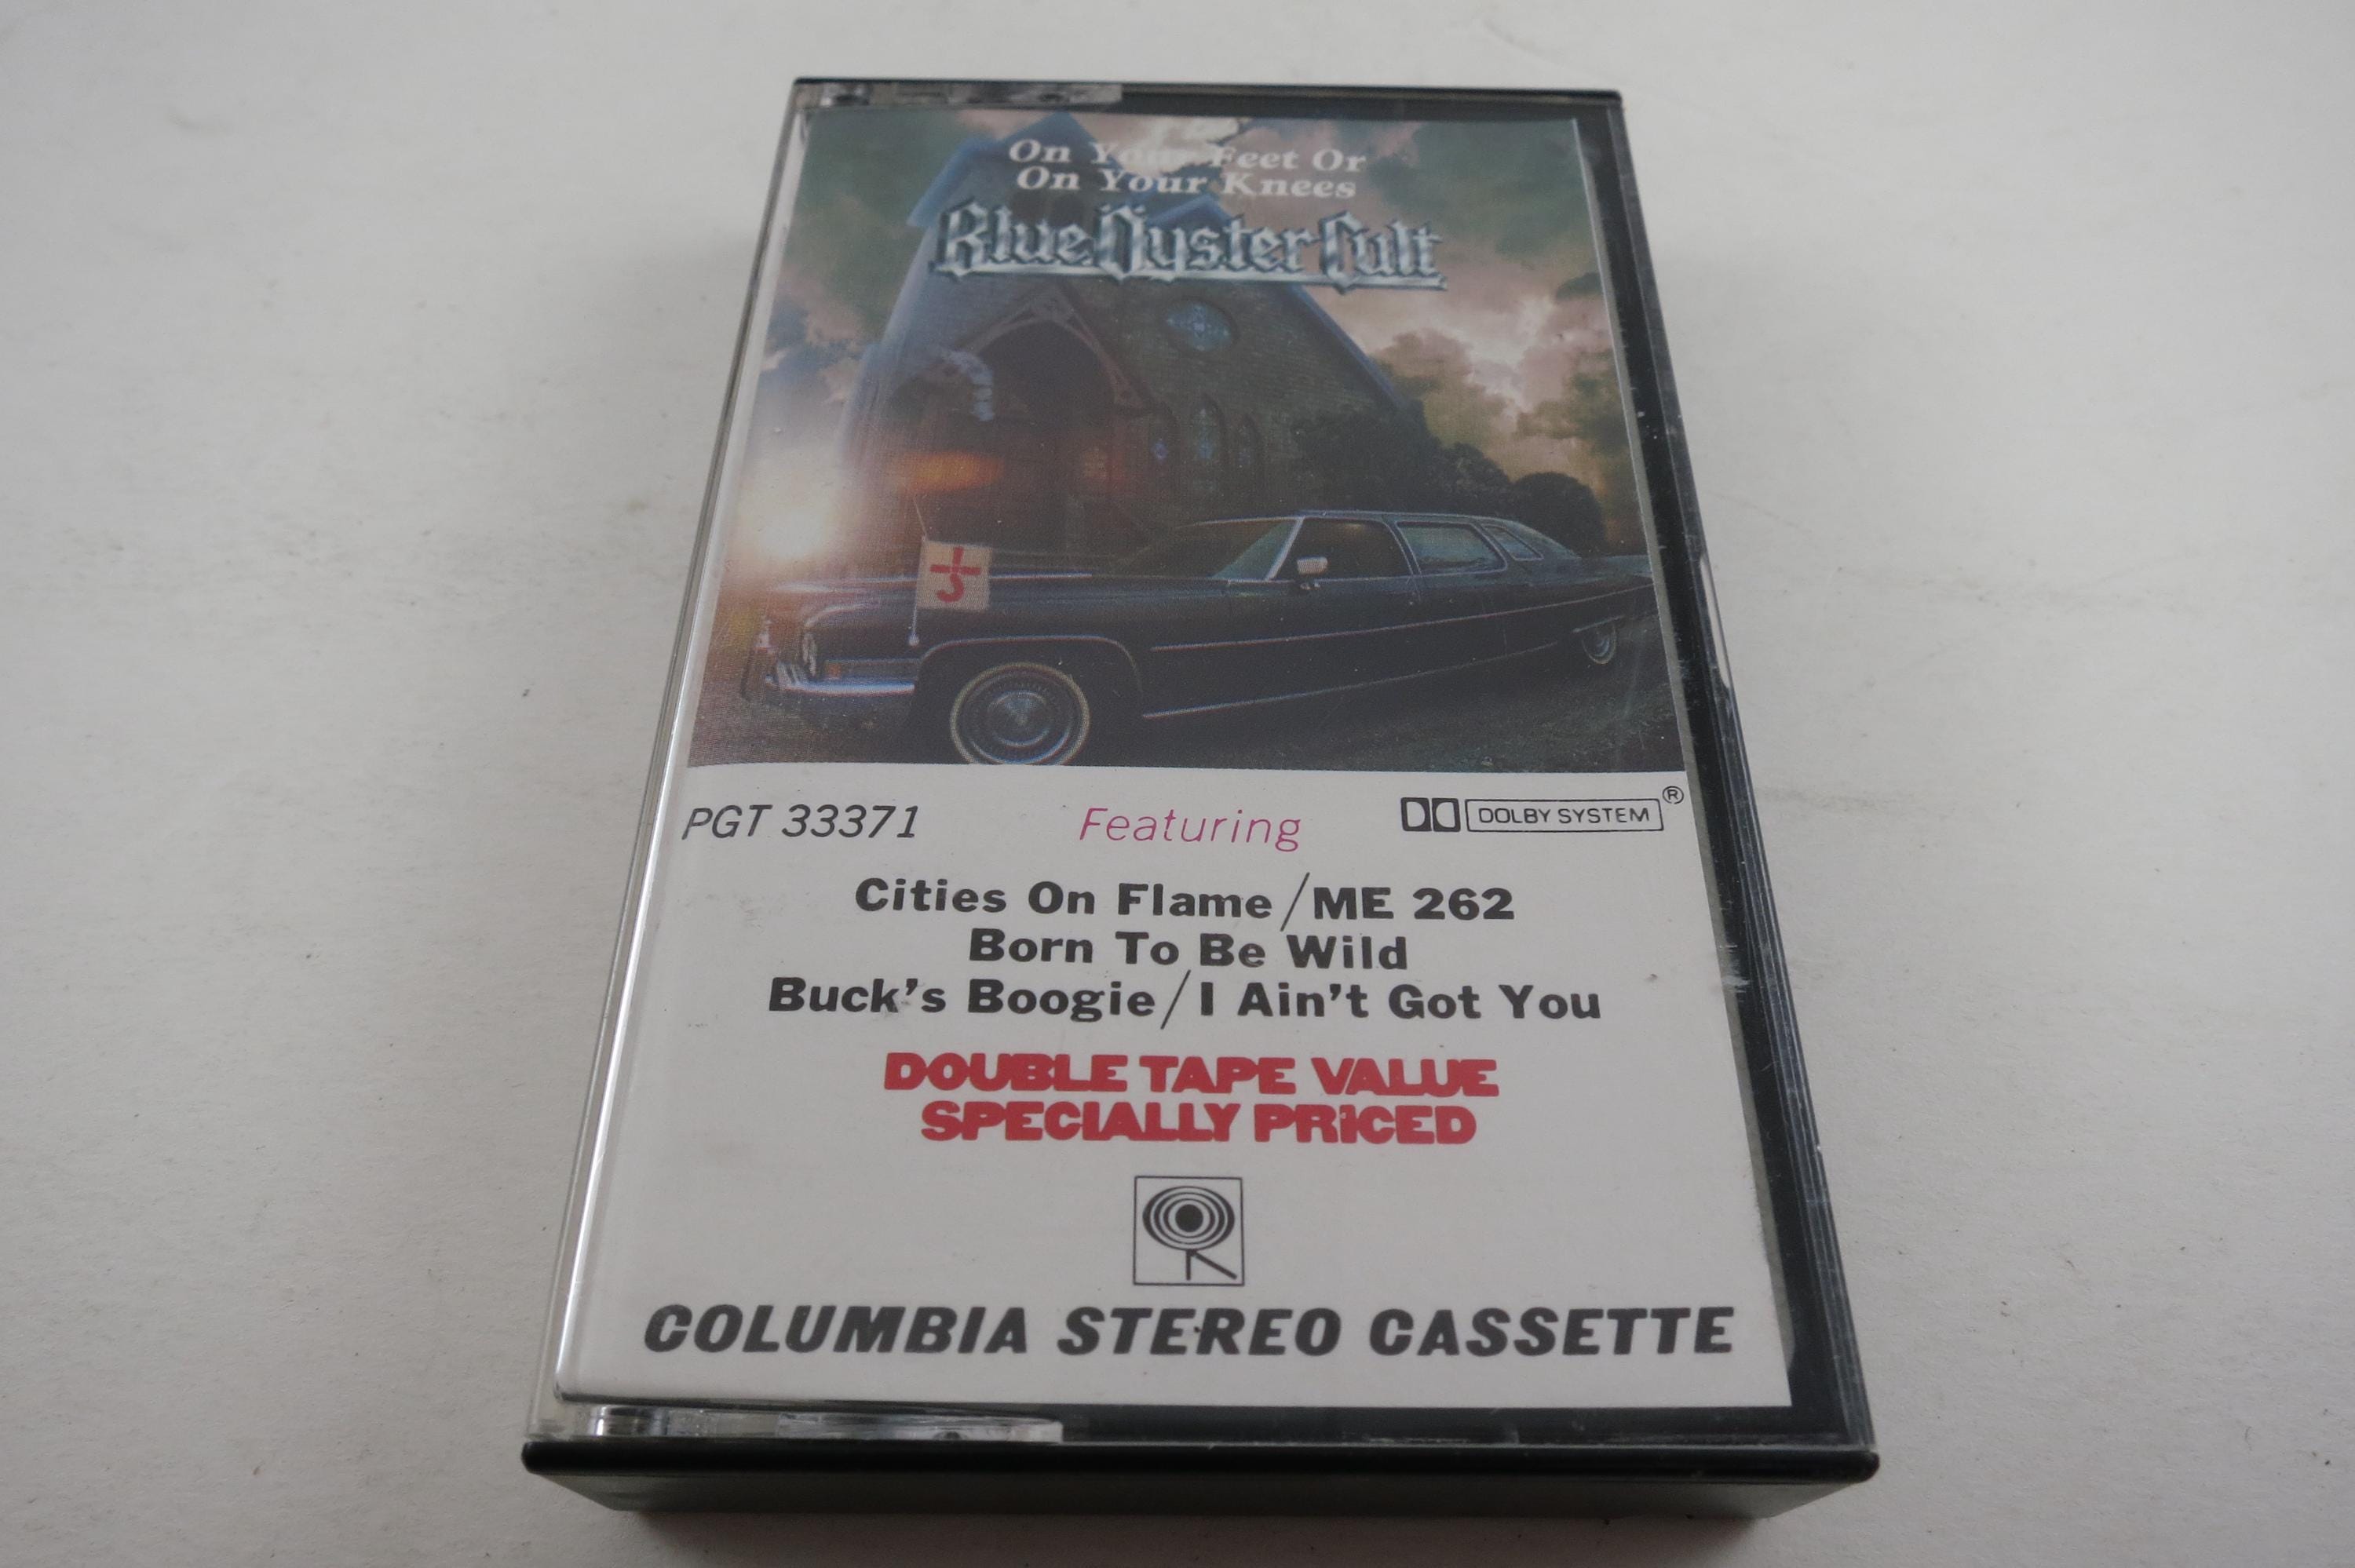 On Your Feet Or
On Your Knees
Blue Öyster Cult
PGT 33371 Featuring DOLBY SYSTEM®
Cities On Flame/ME 262
Born To Be Wild
Buck's Boogie/I Ain't Got You
DOUBLE TAPE VALUE
SPECIALLY PRICED
COLUMBIA STEREO CASSETTE